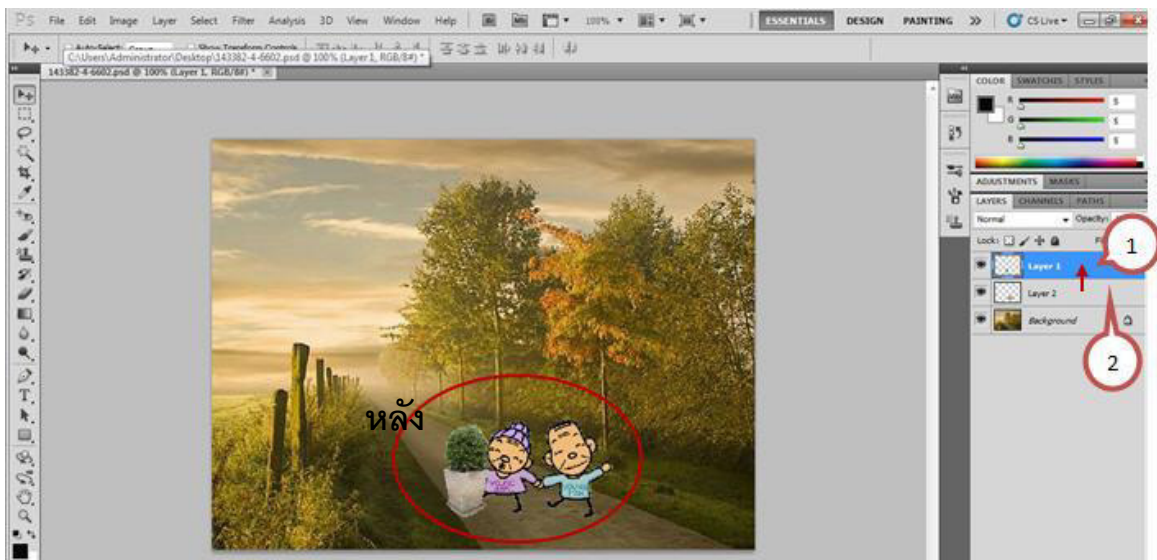 PS File Edit Image Layer Select Filter Analysis 3D View Window Help 100% ESSENTIALS DESIGN PAINTING CS Live
C:\Users\Administrator\Desktop\143382-4-6602.psd @ 100% (Layer 1, RGB/8#) *
143382-4-6602.psd @ 100% (Layer 1, RGB/8#) *
COLOR SWATCHES STYLES
R 5
G 5
B 5
ADJUSTMENTS MASKS
LAYERS CHANNELS PATHS
Normal Opacity:
Lock:
1
Layer 1
Layer 2
Background
2
หลัง